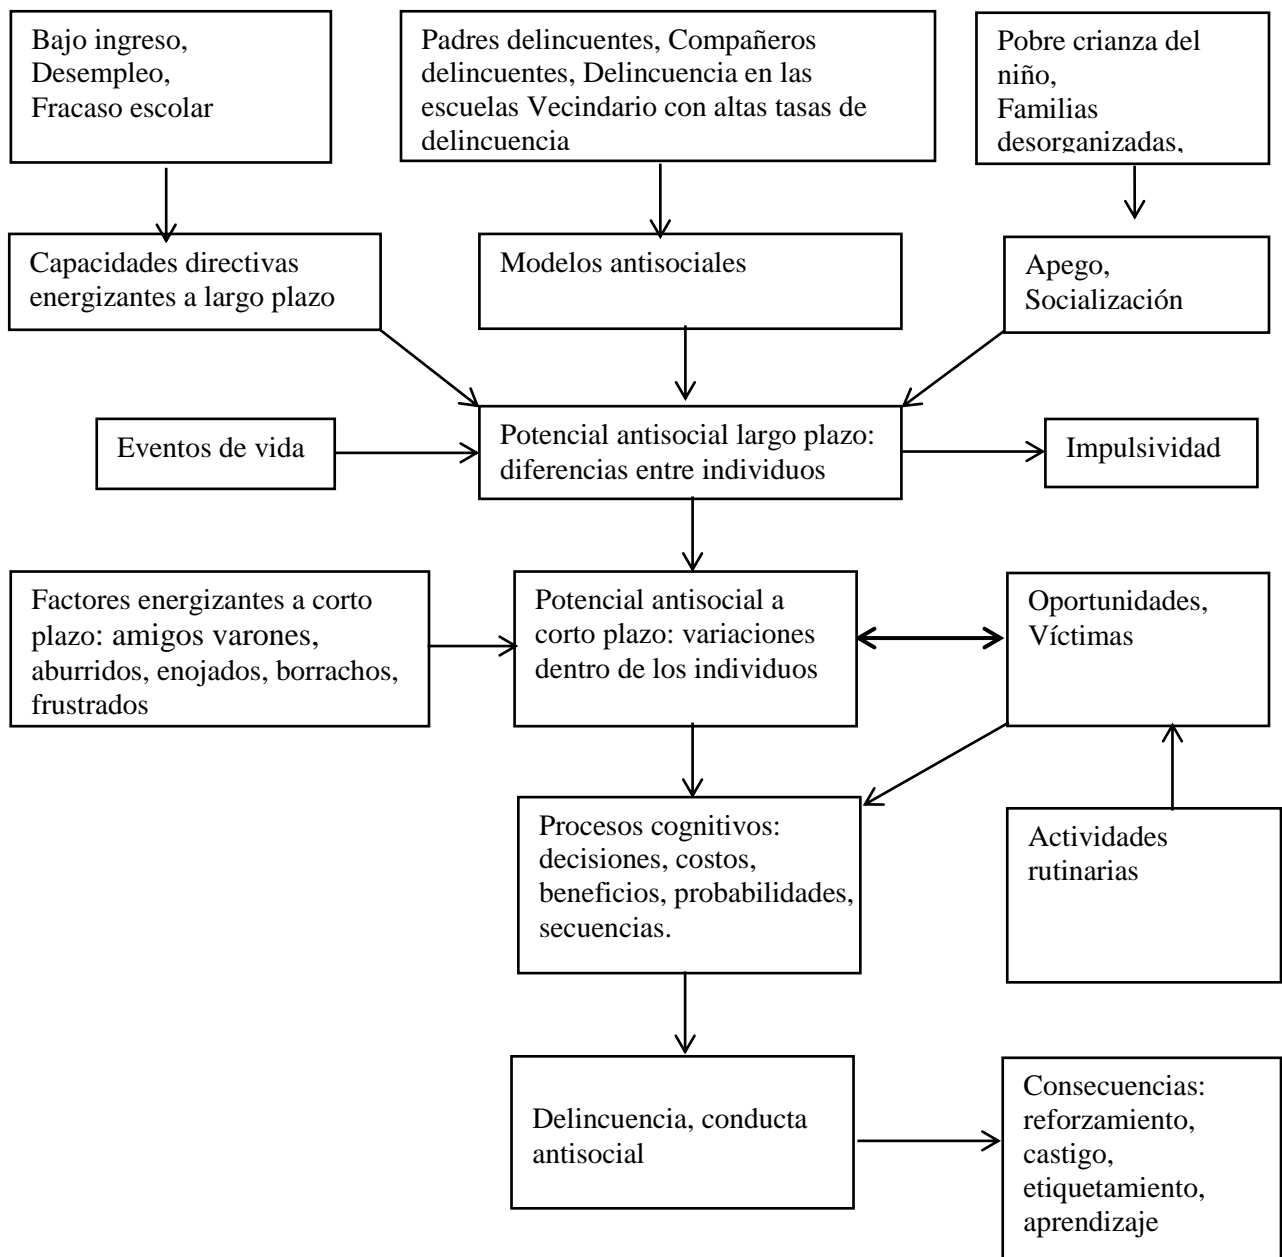 Bajo ingreso,
Desempleo,
Fracaso escolar
Padres delincuentes, Compañeros
delincuentes, Delincuencia en las
escuelas Vecindario con altas tasas de
delincuencia
Pobre crianza del
niño,
Familias
desorganizadas,
Capacidades directivas
energizantes a largo plazo
Modelos antisociales
Apego,
Socialización
Eventos de vida
Potencial antisocial largo plazo:
diferencias entre individuos
Impulsividad
Factores energizantes a corto
plazo: amigos varones,
aburridos, enojados, borrachos,
frustrados
Potencial antisocial a
corto plazo: variaciones
dentro de los individuos
Oportunidades,
Víctimas
Procesos cognitivos:
decisiones, costos,
beneficios, probabilidades,
secuencias.
Actividades
rutinarias
Delincuencia, conducta
antisocial
Consecuencias:
reforzamiento,
castigo,
etiquetamiento,
aprendizaje